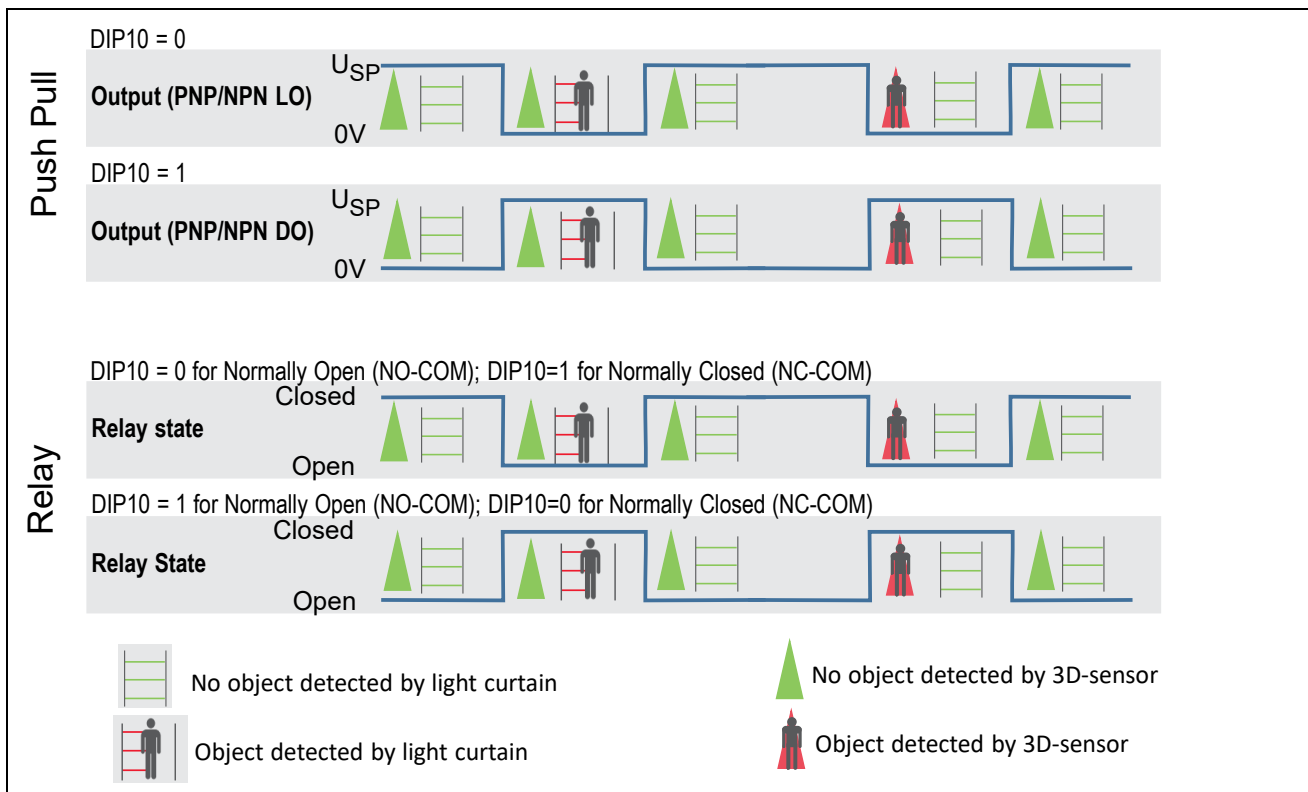 Push Pull
DIP10 = 0
Output (PNP/NPN LO)
USP
0V
DIP10 = 1
Output (PNP/NPN DO)
USP
0V
Relay
DIP10 = 0 for Normally Open (NO-COM); DIP10=1 for Normally Closed (NC-COM)
Closed
Relay state
Open
DIP10 = 1 for Normally Open (NO-COM); DIP10=0 for Normally Closed (NC-COM)
Closed
Relay State
Open
No object detected by light curtain
No object detected by 3D-sensor
Object detected by light curtain
Object detected by 3D-sensor